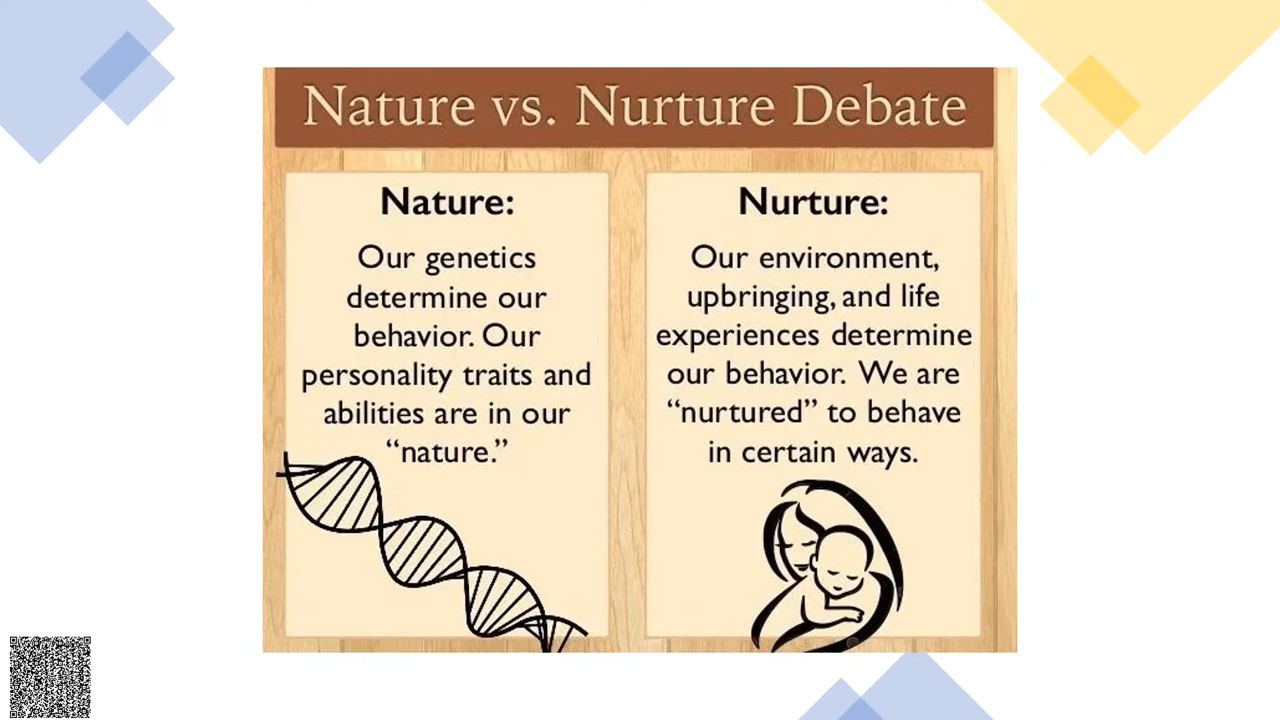 Nature vs. Nurture Debate
Nature:
Our genetics
determine our
behavior. Our
personality traits and
abilities are in our
“nature.”
Nurture:
Our environment,
upbringing, and life
experiences determine
our behavior. We are
“nurtured” to behave
in certain ways.